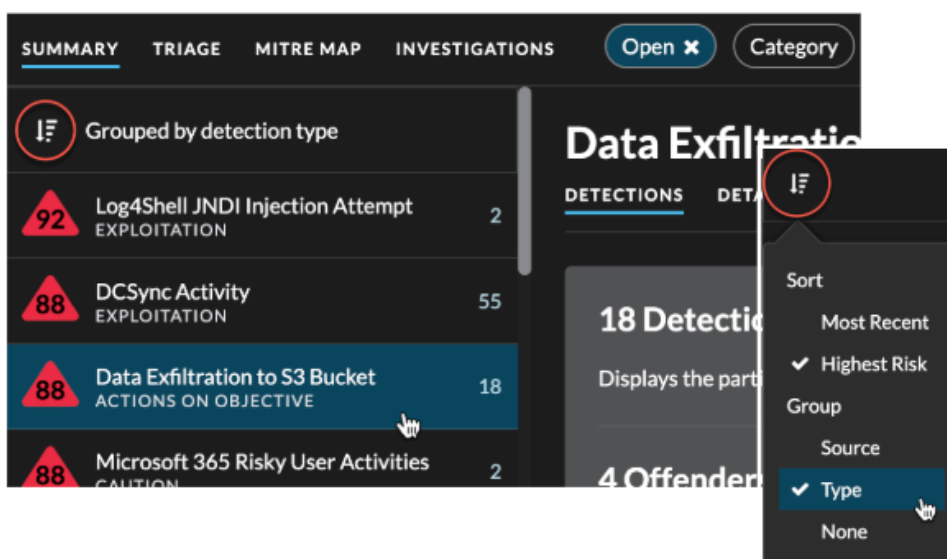 SUMMARY TRIAGE MITRE MAP INVESTIGATIONS Open ✖ Category
Grouped by detection type
92 Log4Shell JNDI Injection Attempt 2
EXPLOITATION
88 DCSync Activity 55
EXPLOITATION
88 Data Exfiltration to S3 Bucket 18
ACTIONS ON OBJECTIVE
88 Microsoft 365 Risky User Activities 2
CAUTION
Data Exfiltratio
DETECTIONS DETA
18 Detectio
Displays the parti
4 Offender
Sort
Most Recent
✔ Highest Risk
Group
Source
✔ Type
None